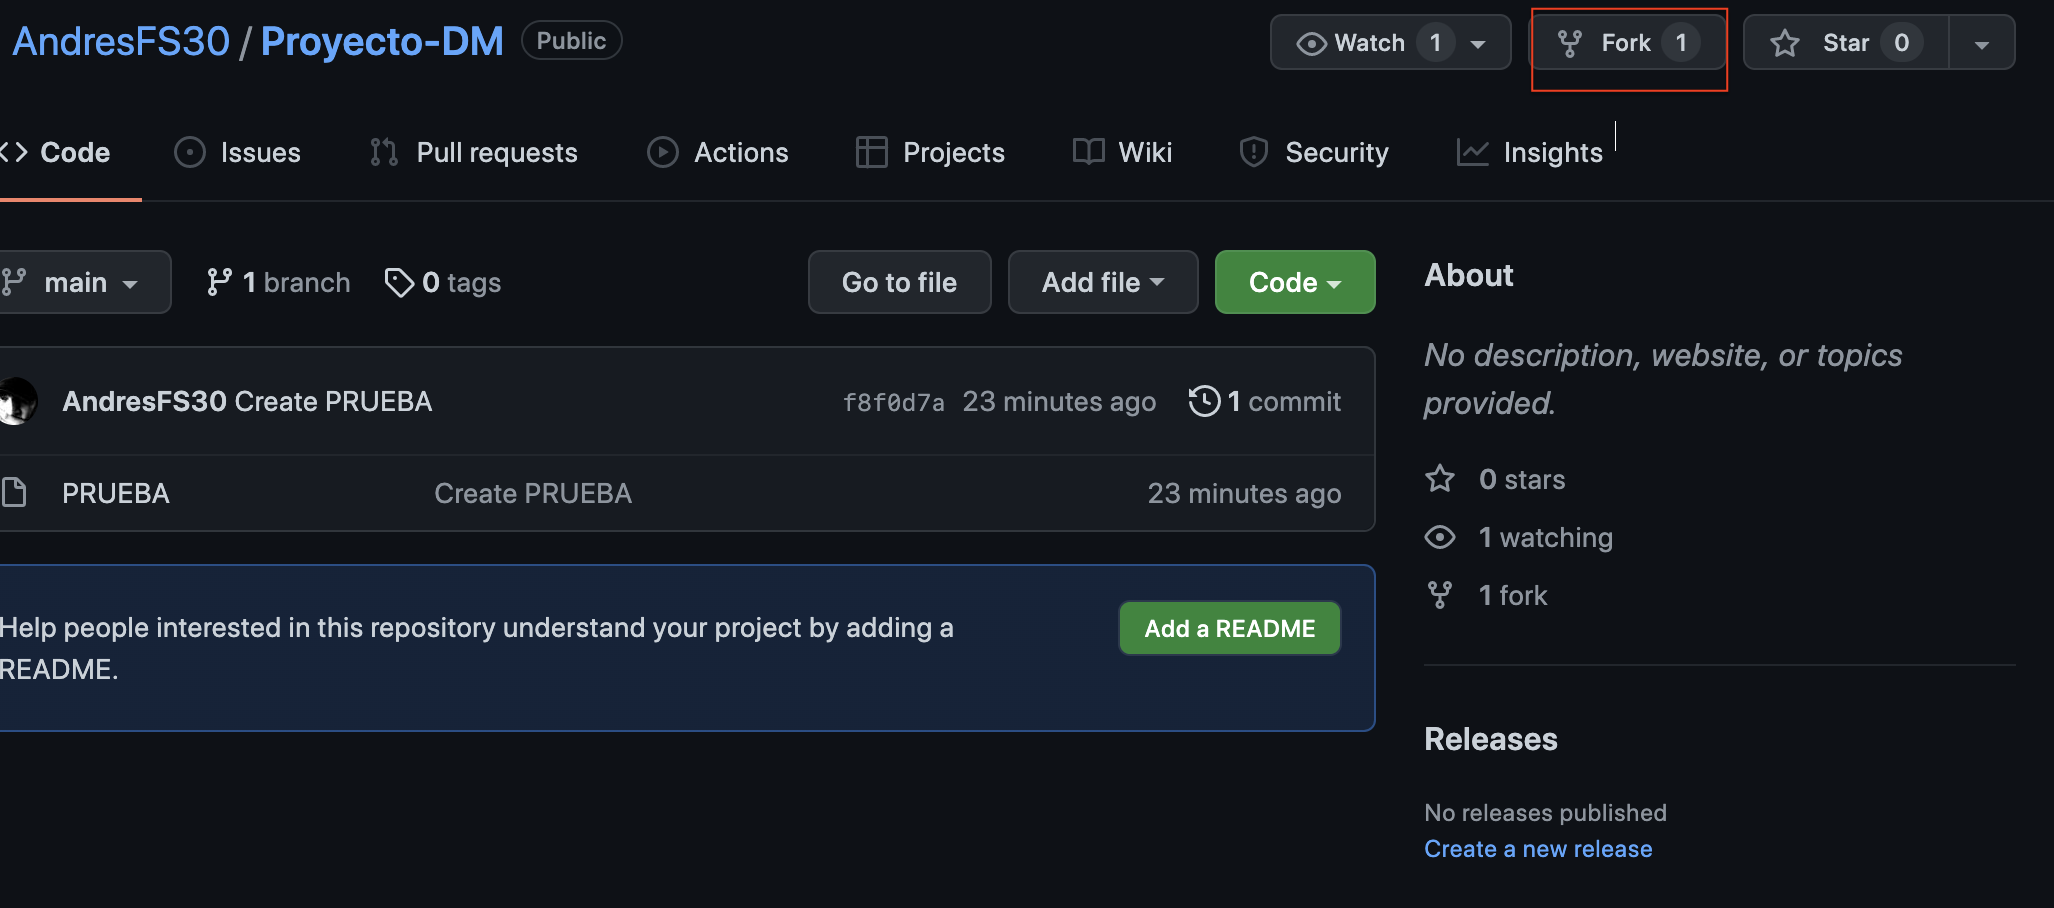 AndresFS30 / Proyecto-DM Public Watch 1 Fork 1 Star 0
Code Issues Pull requests Actions Projects Wiki Security Insights
main 1 branch 0 tags Go to file Add file Code
AndresFS30 Create PRUEBA f8f0d7a 23 minutes ago 1 commit
PRUEBA Create PRUEBA 23 minutes ago
Help people interested in this repository understand your project by adding a
README.
Add a README
About
No description, website, or topics
provided.
0 stars
1 watching
1 fork
Releases
No releases published
Create a new release